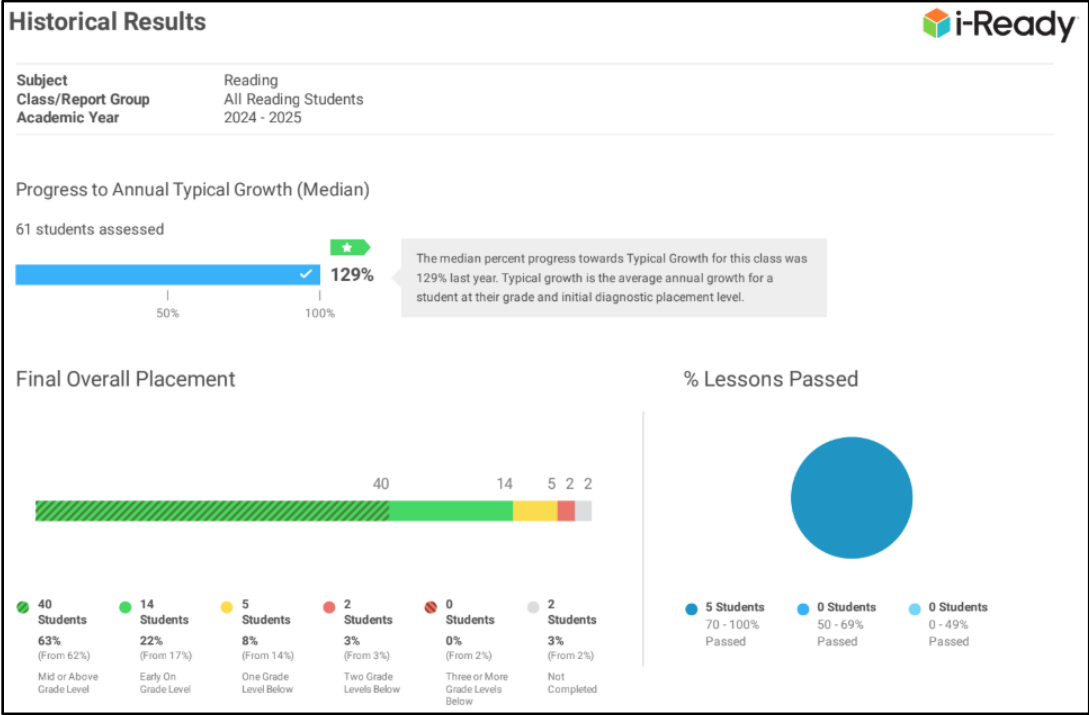 Historical Results
i-Ready
Subject Reading
Class/Report Group All Reading Students
Academic Year 2024 - 2025
Progress to Annual Typical Growth (Median)
61 students assessed
129%
50% 100%
The median percent progress towards Typical Growth for this class was
129% last year. Typical growth is the average annual growth for a
student at their grade and initial diagnostic placement level.
Final Overall Placement
40 14 5 2 2
40
Students
63%
(From 62%)
Mid or Above
Grade Level
14
Students
22%
(From 17%)
Early On
Grade Level
5
Students
8%
(From 14%)
One Grade
Level Below
2
Students
3%
(From 3%)
Two Grade
Levels Below
0
Students
0%
(From 2%)
Three or More
Grade Levels
Below
2
Students
3%
(From 2%)
Not
Completed
% Lessons Passed
5 Students
70 - 100%
Passed
0 Students
50 - 69%
Passed
0 Students
0 - 49%
Passed